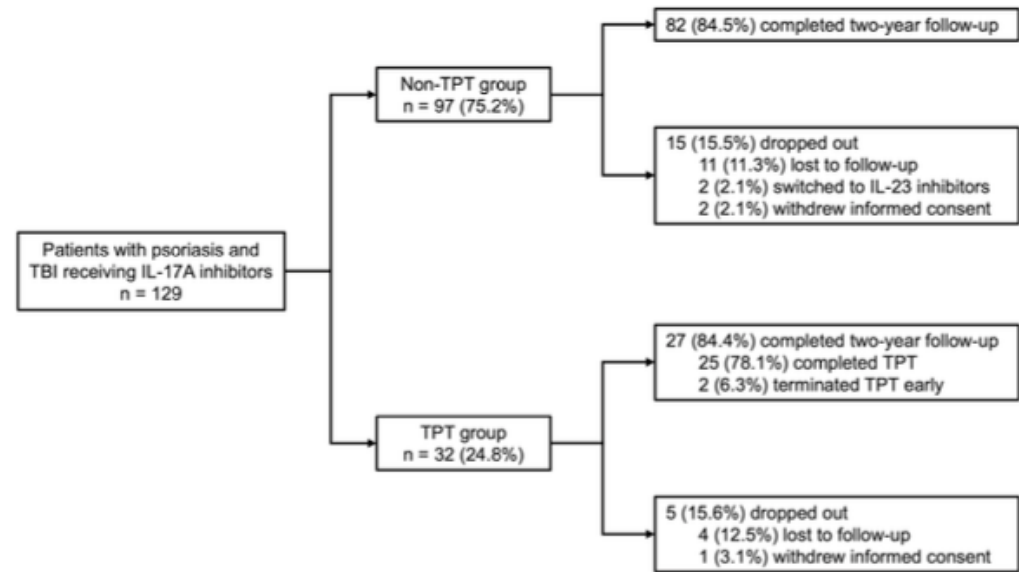 82 (84.5%) completed two-year follow-up
Non-TPT group
n = 97 (75.2%)
15 (15.5%) dropped out
11 (11.3%) lost to follow-up
2 (2.1%) switched to IL-23 inhibitors
2 (2.1%) withdrew informed consent
Patients with psoriasis and
TBI receiving IL-17A inhibitors
n = 129
27 (84.4%) completed two-year follow-up
25 (78.1%) completed TPT
2 (6.3%) terminated TPT early
TPT group
n = 32 (24.8%)
5 (15.6%) dropped out
4 (12.5%) lost to follow-up
1 (3.1%) withdrew informed consent